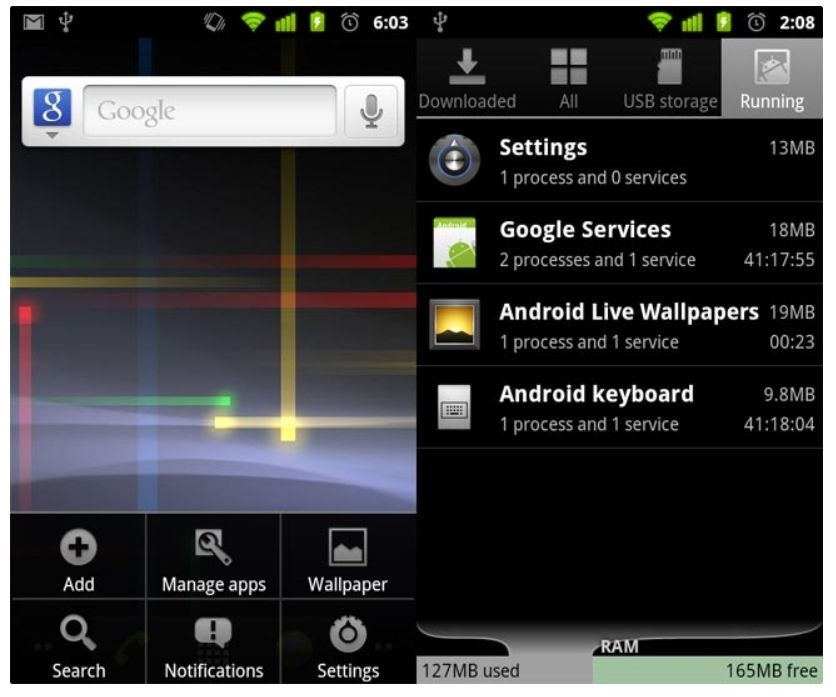 6:03
g
Google
Add
Manage apps
Wallpaper
Search
Notifications
Settings
2:08
Downloaded
All
USB storage
Running
Settings 13MB
1 process and 0 services
Android
Google Services 18MB
2 processes and 1 service 41:17:55
Android Live Wallpapers 19MB
1 process and 1 service 00:23
Android keyboard 9.8MB
1 process and 1 service 41:18:04
RAM
127MB used 165MB free